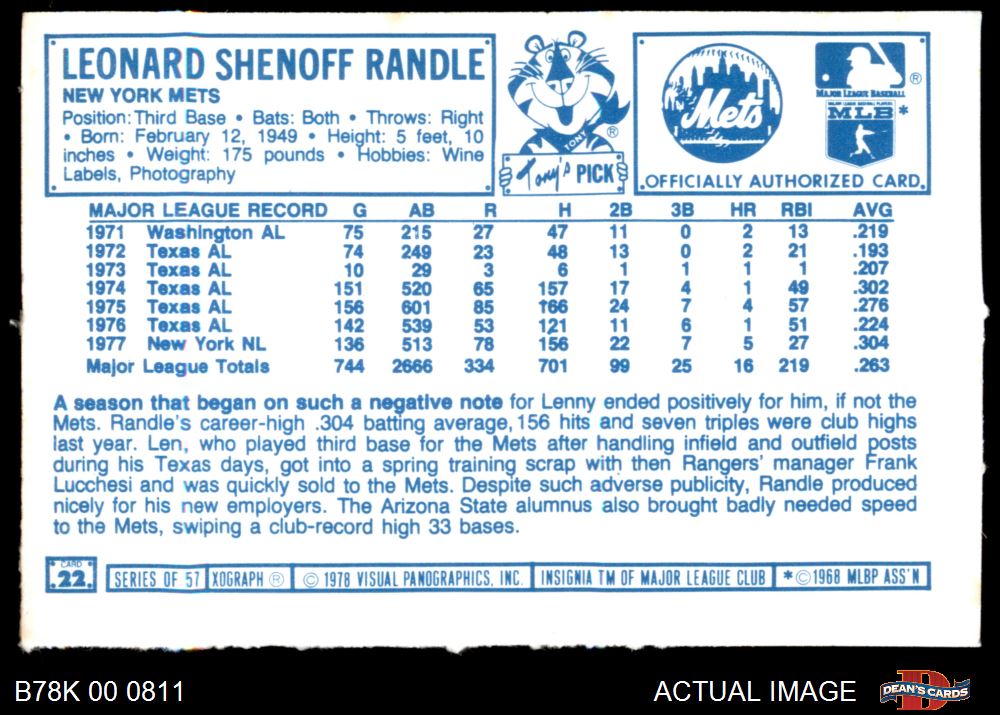 LEONARD SHENOFF RANDLE
NEW YORK METS
Position: Third Base • Bats: Both • Throws: Right
• Born: February 12, 1949 • Height: 5 feet, 10
inches • Weight: 175 pounds • Hobbies: Wine
Labels, Photography
TONY
®
Tony's PICK
Mets
®
MAJOR LEAGUE BASEBALL
MAJOR LEAGUE BASEBALL PLAYERS
MLB *
OFFICIALLY AUTHORIZED CARD
MAJOR LEAGUE RECORD G AB R H 2B 3B HR RBI AVG
1971 Washington AL 75 215 27 47 11 0 2 13 .219
1972 Texas AL 74 249 23 48 13 0 2 21 .193
1973 Texas AL 10 29 3 6 1 1 1 1 .207
1974 Texas AL 151 520 65 157 17 4 1 49 .302
1975 Texas AL 156 601 85 166 24 7 4 57 .276
1976 Texas AL 142 539 53 121 11 6 1 51 .224
1977 New York NL 136 513 78 156 22 7 5 27 .304
Major League Totals 744 2666 334 701 99 25 16 219 .263
A season that began on such a negative note for Lenny ended positively for him, if not the
Mets. Randle's career-high .304 batting average, 156 hits and seven triples were club highs
last year. Len, who played third base for the Mets after handling infield and outfield posts
during his Texas days, got into a spring training scrap with then Rangers' manager Frank
Lucchesi and was quickly sold to the Mets. Despite such adverse publicity, Randle produced
nicely for his new employers. The Arizona State alumnus also brought badly needed speed
to the Mets, swiping a club-record high 33 bases.
CARD
22
SERIES OF 57 XOGRAPH ® © 1978 VISUAL PANOGRAPHICS, INC. INSIGNIA TM OF MAJOR LEAGUE CLUB *©1968 MLBP ASS'N
B78K 00 0811
ACTUAL IMAGE
DEAN'S CARDS